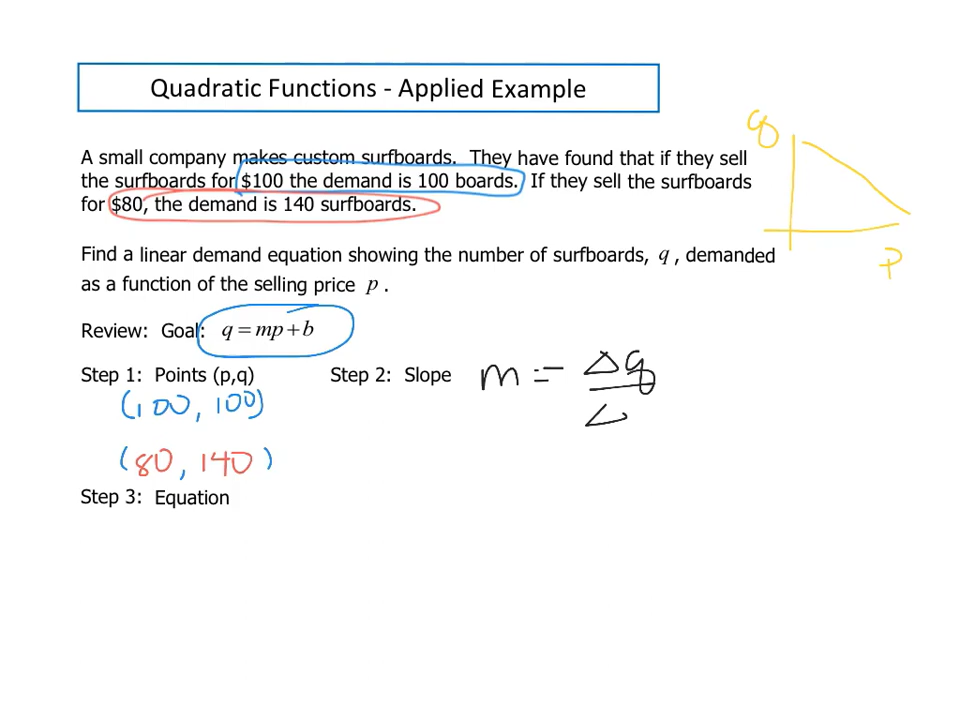 Quadratic Functions - Applied Example
A small company makes custom surfboards. They have found that if they sell
the surfboards for $100 the demand is 100 boards. If they sell the surfboards
for $80, the demand is 140 surfboards.
q
P
Find a linear demand equation showing the number of surfboards, q, demanded
as a function of the selling price p.
Review: Goal: q = mp + b
Step 1: Points (p,q) Step 2: Slope m = Δq
(100, 100)
(80, 140)
Step 3: Equation